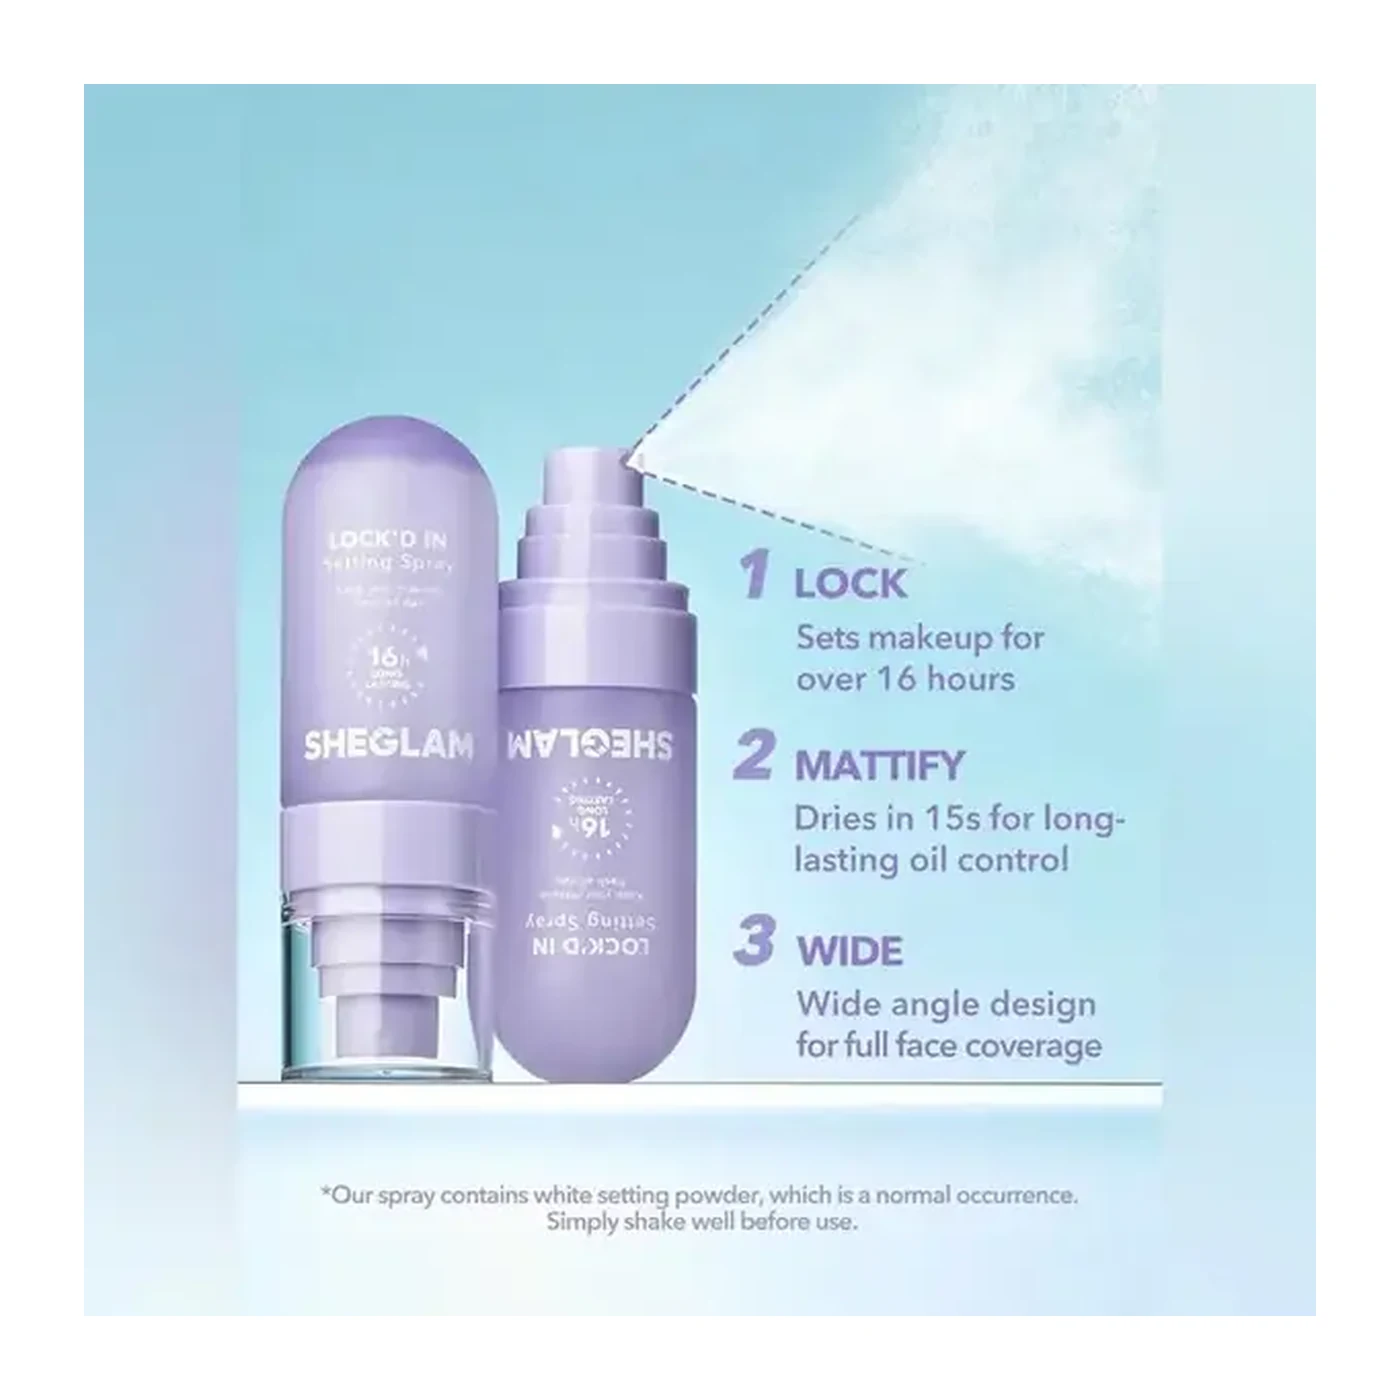 LOCK'D IN
Setting Spray
16h
LONG
LASTING
SHEGLAM
SHEGLAM
16h
LONG
LASTING
Setting Spray
LOCK'D IN
1 LOCK
Sets makeup for
over 16 hours
2 MATTIFY
Dries in 15s for long-
lasting oil control
3 WIDE
Wide angle design
for full face coverage
*Our spray contains white setting powder, which is a normal occurrence.
Simply shake well before use.